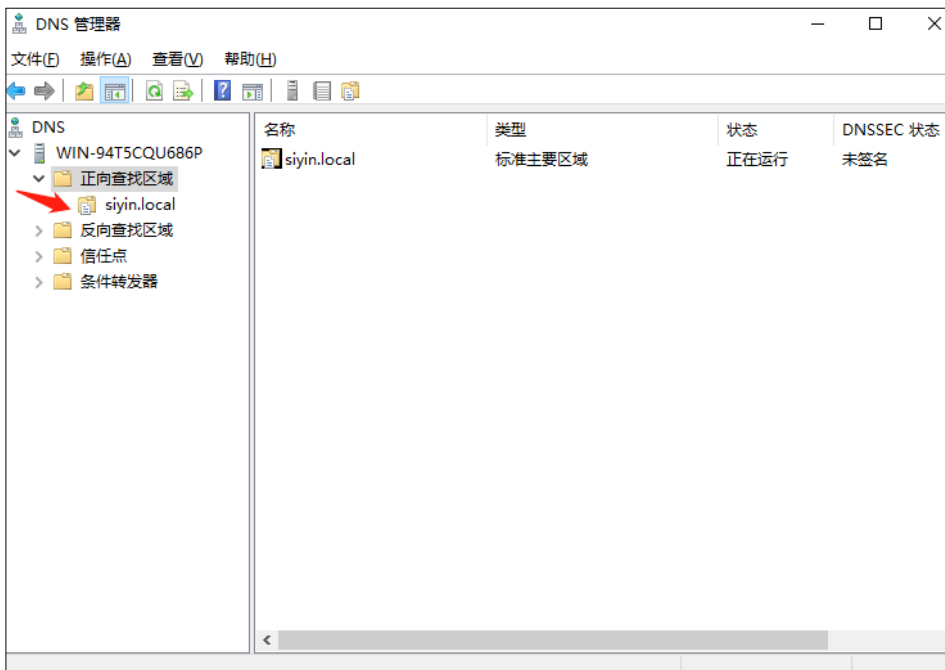 DNS 管理器
文件(F) 操作(A) 查看(V) 帮助(H)
DNS
WIN-94T5CQU686P
正向查找区域
siyin.local
反向查找区域
信任点
条件转发器
名称 类型 状态 DNSSEC 状态
siyin.local 标准主要区域 正在运行 未签名